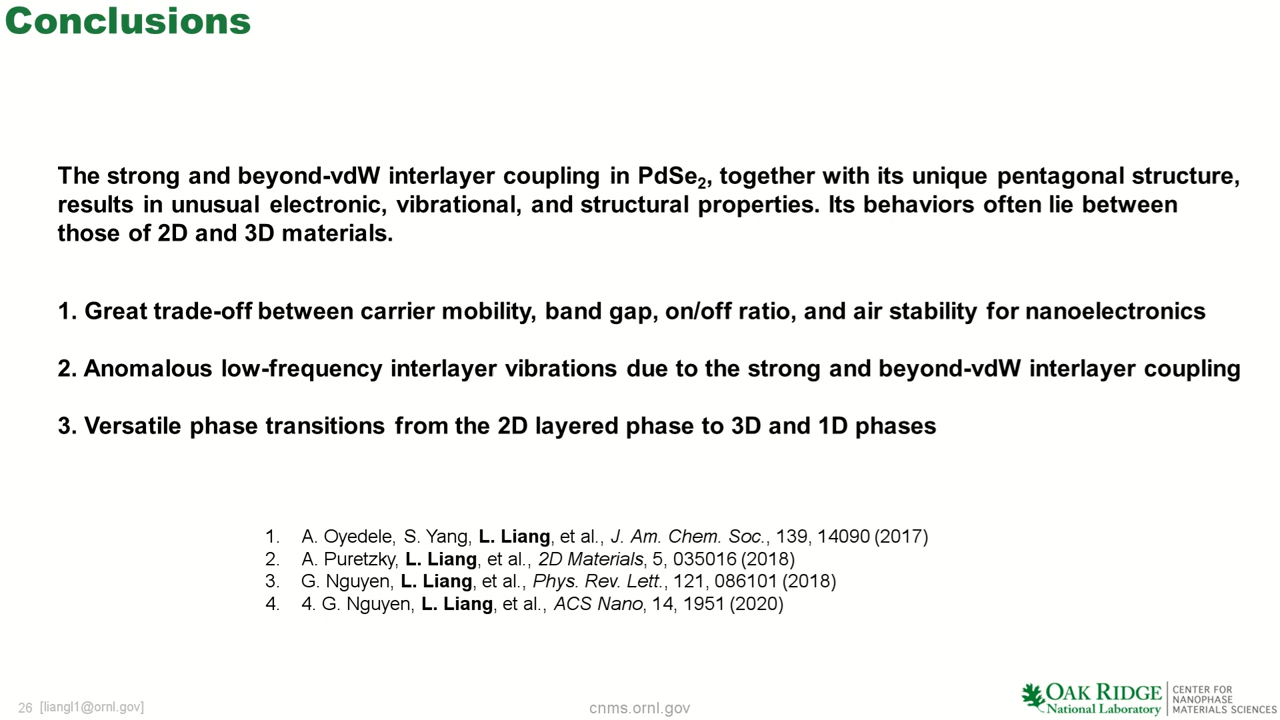 Conclusions
The strong and beyond-vdW interlayer coupling in PdSe₂, together with its unique pentagonal structure,
results in unusual electronic, vibrational, and structural properties. Its behaviors often lie between
those of 2D and 3D materials.
1. Great trade-off between carrier mobility, band gap, on/off ratio, and air stability for nanoelectronics
2. Anomalous low-frequency interlayer vibrations due to the strong and beyond-vdW interlayer coupling
3. Versatile phase transitions from the 2D layered phase to 3D and 1D phases
1. A. Oyedele, S. Yang, L. Liang, et al., J. Am. Chem. Soc., 139, 14090 (2017)
2. A. Puretzky, L. Liang, et al., 2D Materials, 5, 035016 (2018)
3. G. Nguyen, L. Liang, et al., Phys. Rev. Lett., 121, 086101 (2018)
4. 4. G. Nguyen, L. Liang, et al., ACS Nano, 14, 1951 (2020)
26 [liangl1@ornl.gov]
cnms.ornl.gov
OAK RIDGE
National Laboratory
CENTER FOR
NANOPHASE
MATERIALS SCIENCES